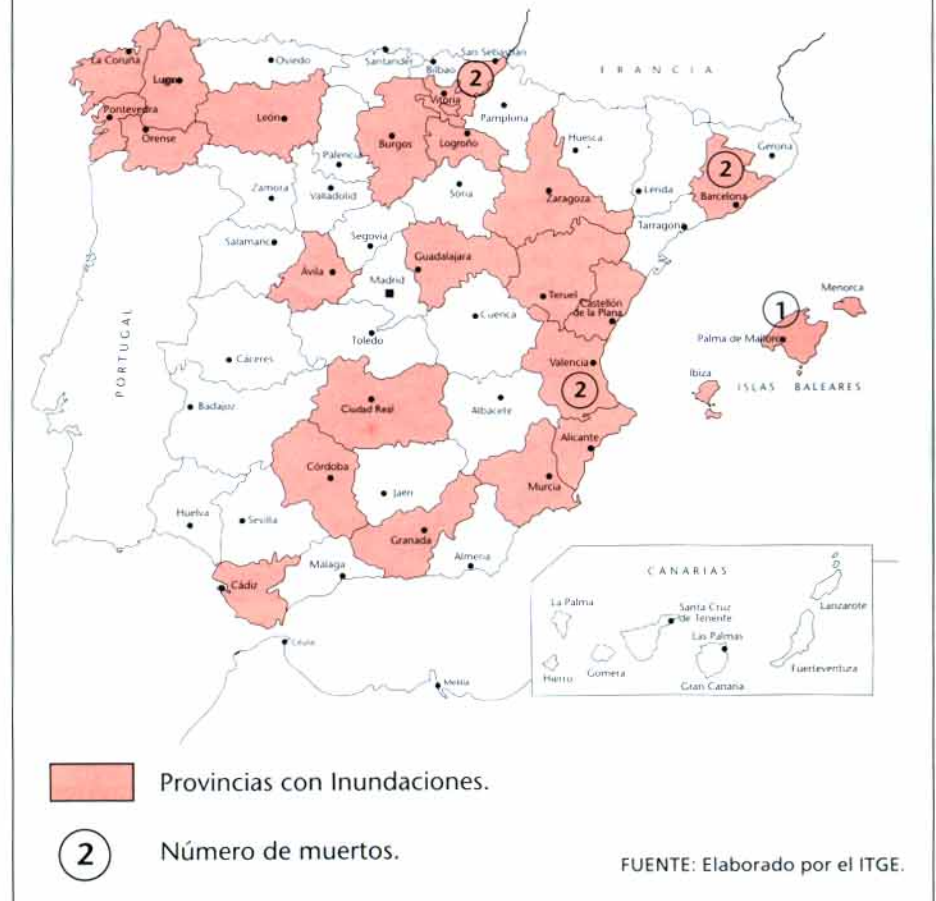 La Coruña
Lugo
Oviedo
Santander
Bilbao
San Sebastián
2
FRANCIA
Vitoria
Pamplona
Pontevedra
Orense
León
Burgos
Logroño
Huesca
Gerona
2
Barcelona
Palencia
Zamora
Valladolid
Soria
Zaragoza
Lérida
Tarragona
Salamanca
Segovia
Ávila
Guadalajara
Madrid
Teruel
Castellón
de la Plana
Menorca
1
Palma de Mallorca
Ibiza
ISLAS BALEARES
PORTUGAL
Cuenca
Toledo
Cáceres
Valencia
2
Badajoz
Ciudad Real
Albacete
Alicante
Córdoba
Murcia
Jaén
Huelva
Sevilla
Granada
Almería
Málaga
Cádiz
Ceuta
Melilla
CANARIAS
La Palma
Santa Cruz
de Tenerife
Lanzarote
Las Palmas
Hierro
Gomera
Fuerteventura
Gran Canaria
Provincias con Inundaciones.
2
Número de muertos.
FUENTE: Elaborado por el ITGE.